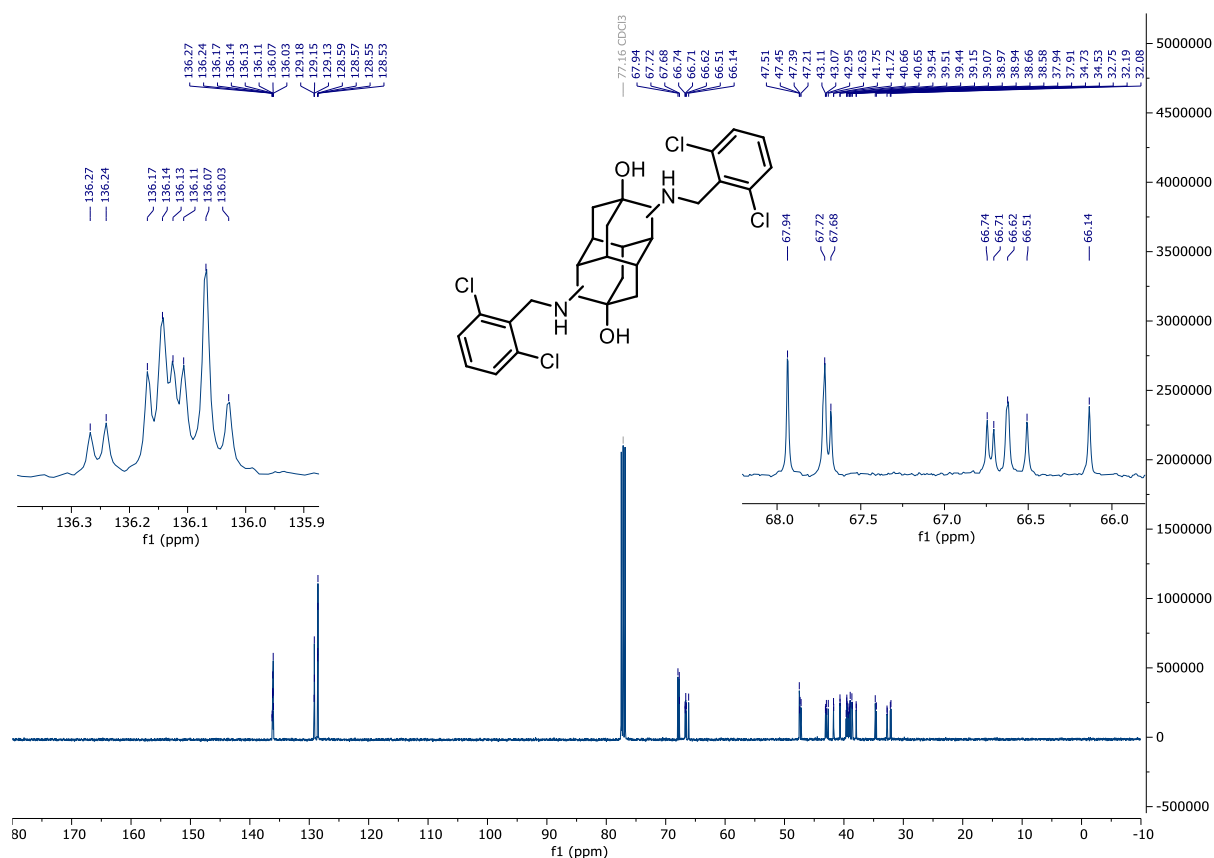 136.27 136.24 136.17 136.14 136.13 136.11 136.07 136.03 129.18 129.15 129.13 128.59 128.57 128.55 128.53
77.16 CDCl3
67.94 67.72 67.68 66.74 66.71 66.62 66.51 66.14
47.51 47.45 47.39 47.21 43.11 43.07 42.95 42.63 41.75 41.72 40.66 40.65 39.54 39.51 39.44 39.15 39.07 38.97 38.94 38.66 38.58 37.94 37.91 34.73 34.53 32.75 32.19 32.08
136.27 136.24 136.17 136.14 136.13 136.11 136.07 136.03
136.3 136.2 136.1 136.0 135.9
f1 (ppm)
Cl
OH
H
N
Cl
Cl
N
H
OH
Cl
67.94 67.72 67.68 66.74 66.71 66.62 66.51 66.14
68.0 67.5 67.0 66.5 66.0
f1 (ppm)
5000000
4500000
4000000
3500000
3000000
2500000
2000000
1500000
1000000
500000
0
-500000
80 170 160 150 140 130 120 110 100 90 80 70 60 50 40 30 20 10 0 -10
f1 (ppm)